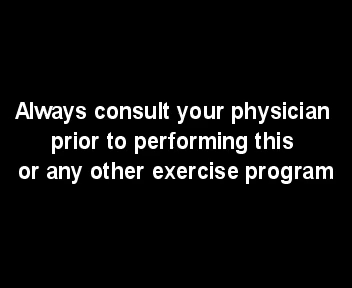 Always consult your physician
prior to performing this
or any other exercise program